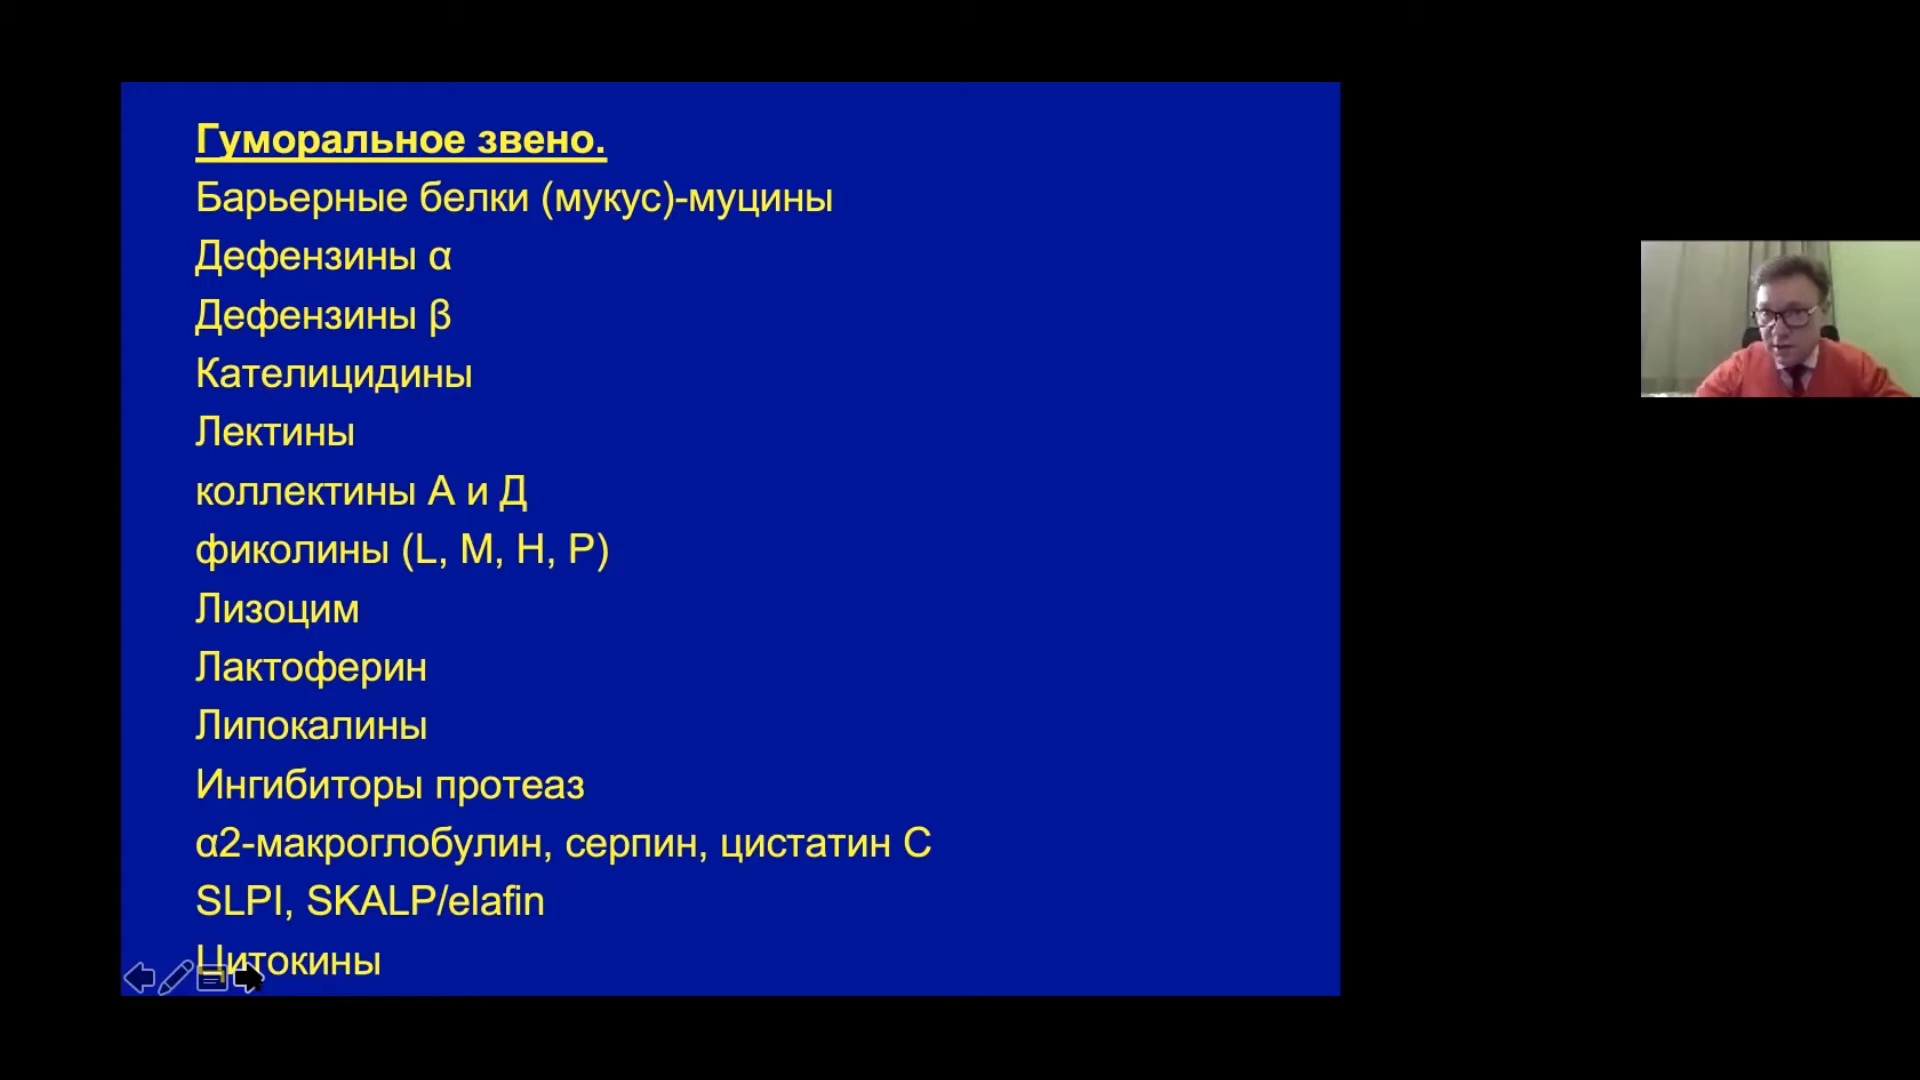 Гуморальное звено.
Барьерные белки (мукус)-муцины
Дефензины α
Дефензины β
Кателицидины
Лектины
коллектины А и Д
фиколины (L, M, H, P)
Лизоцим
Лактоферин
Липокалины
Ингибиторы протеаз
α2-макроглобулин, серпин, цистатин С
SLPI, SKALP/elafin
Цитокины